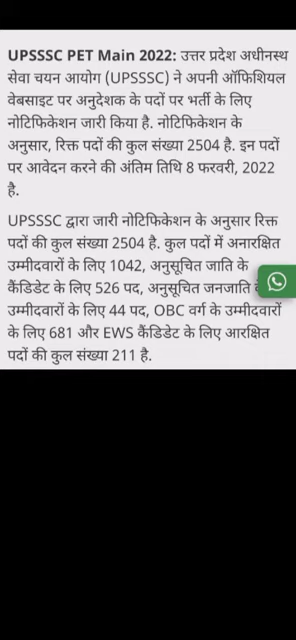 UPSSSC PET Main 2022: उत्तर प्रदेश अधीनस्थ
सेवा चयन आयोग (UPSSSC) ने अपनी ऑफिशियल
वेबसाइट पर अनुदेशक के पदों पर भर्ती के लिए
नोटिफिकेशन जारी किया है. नोटिफिकेशन के
अनुसार, रिक्त पदों की कुल संख्या 2504 है. इन पदों
पर आवेदन करने की अंतिम तिथि 8 फरवरी, 2022
है.
UPSSSC द्वारा जारी नोटिफिकेशन के अनुसार रिक्त
पदों की कुल संख्या 2504 है. कुल पदों में अनारक्षित
उम्मीदवारों के लिए 1042, अनुसूचित जाति के
कैंडिडेट के लिए 526 पद, अनुसूचित जनजाति
उम्मीदवारों के लिए 44 पद, OBC वर्ग के उम्मीदवारों
के लिए 681 और EWS कैंडिडेट के लिए आरक्षित
पदों की कुल संख्या 211 है.